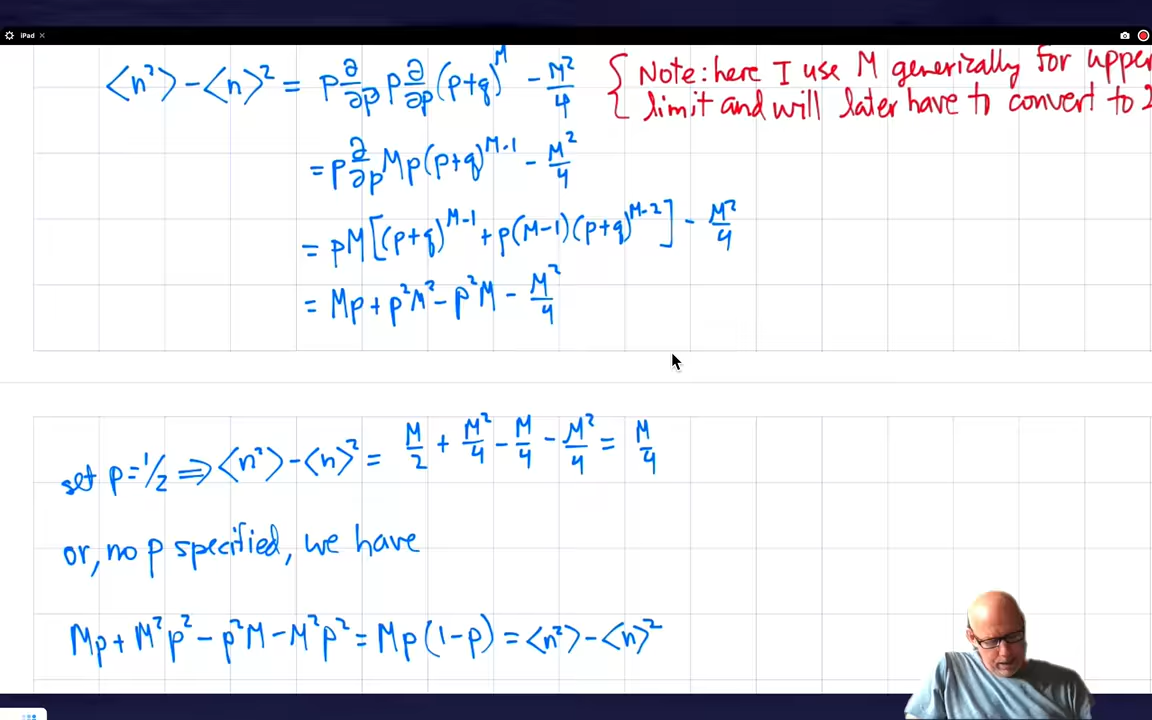 iPad
⟨n²⟩ - ⟨n⟩² = p ∂/∂p p ∂/∂p (p+q)^M - M²/4
{ Note: here I use M generically for upper
limit and will later have to convert to 2
= p ∂/∂p Mp(p+q)^(M-1) - M²/4
= pM[(p+q)^(M-1) + p(M-1)(p+q)^(M-2)] - M²/4
= Mp + p²M² - p²M - M²/4
set p = 1/2 ⟹ ⟨n²⟩ - ⟨n⟩² = M/2 + M²/4 - M/4 - M²/4 = M/4
or, no p specified, we have
Mp + M²p² - p²M - M²p² = Mp(1-p) = ⟨n²⟩ - ⟨n⟩²